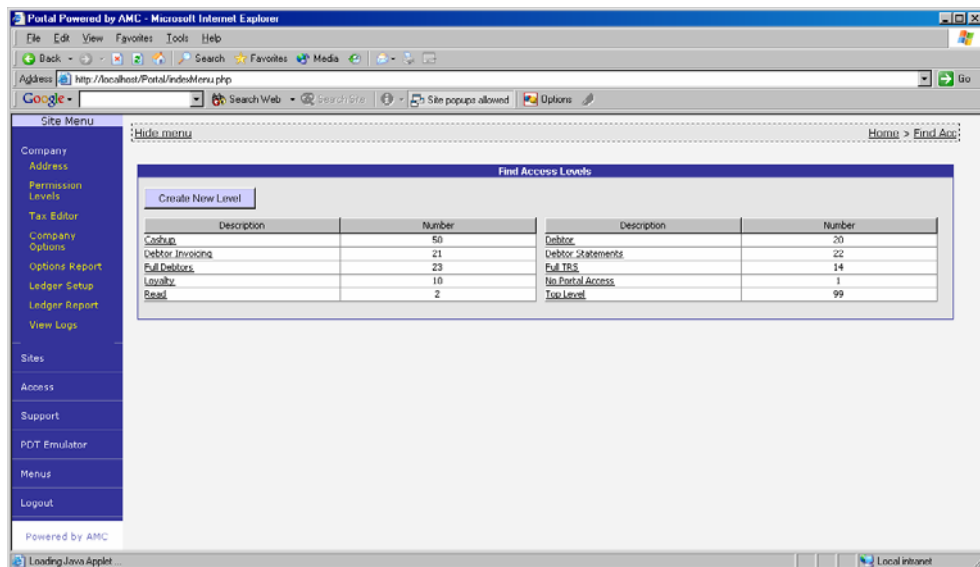 Portal Powered by AMC - Microsoft Internet Explorer
File Edit View Favorites Tools Help
Back Search Favorites Media
Address http://localhost/Portal/indexMenu.php Go
Google Search Web Search Site Site popups allowed Options
Site Menu
Hide menu Home > Find Acc
Company
Address
Permission
Levels
Tax Editor
Company
Options
Options Report
Ledger Setup
Ledger Report
View Logs
Sites
Access
Support
PDT Emulator
Menus
Logout
Powered by AMC
Find Access Levels
Create New Level
Description Number Description Number
Cashup 50 Debtor 20
Debtor Invoicing 21 Debtor Statements 22
Full Debtors 23 Full TRS 14
Loyalty 10 No Portal Access 1
Read 2 Top Level 99
Loading Java Applet ... Local intranet